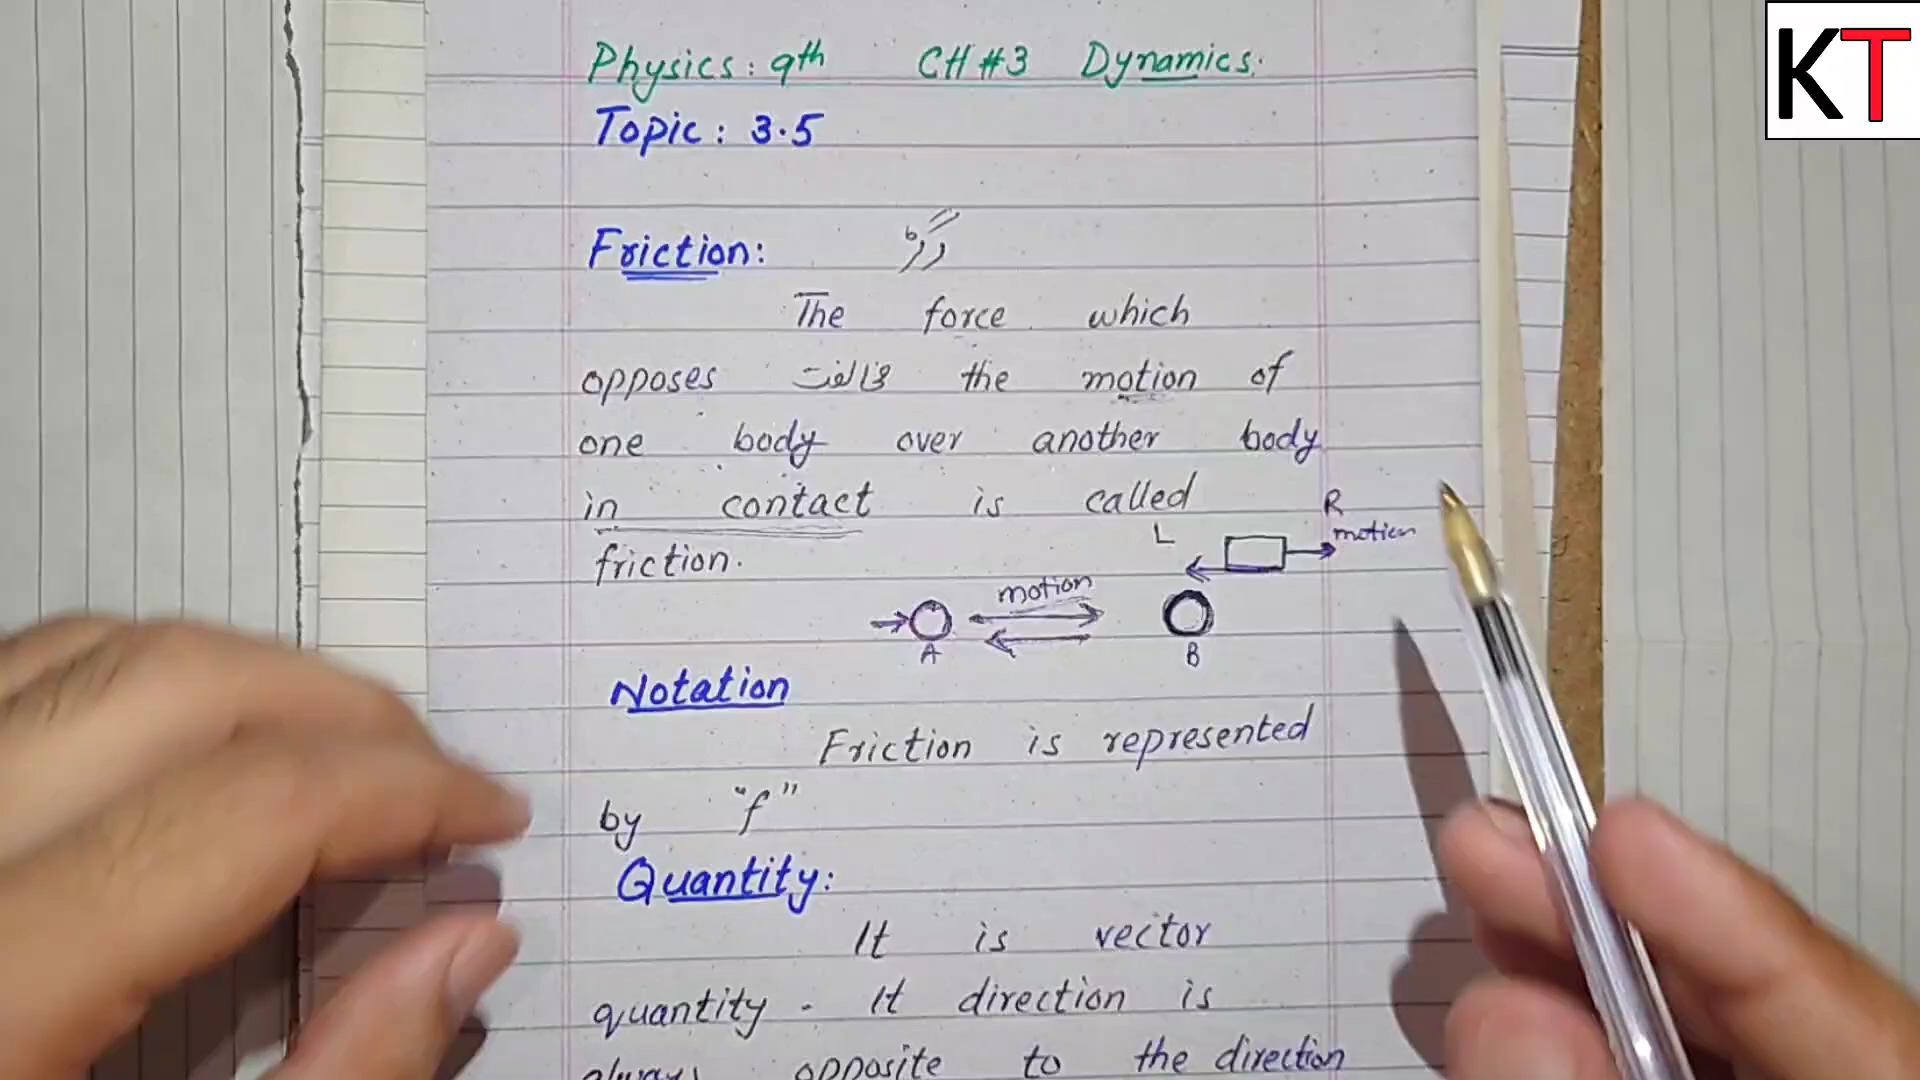 KT
Physics: 9th CH#3 Dynamics:
Topic: 3.5
Friction: رگڑ
The force which
opposes مخالفت the motion of
one body over another body
in contact is called
friction.
L R
motion
motion
A B
Notation
Friction is represented
by "f"
Quantity:
It is vector
quantity. It direction is
always opposite to the direction